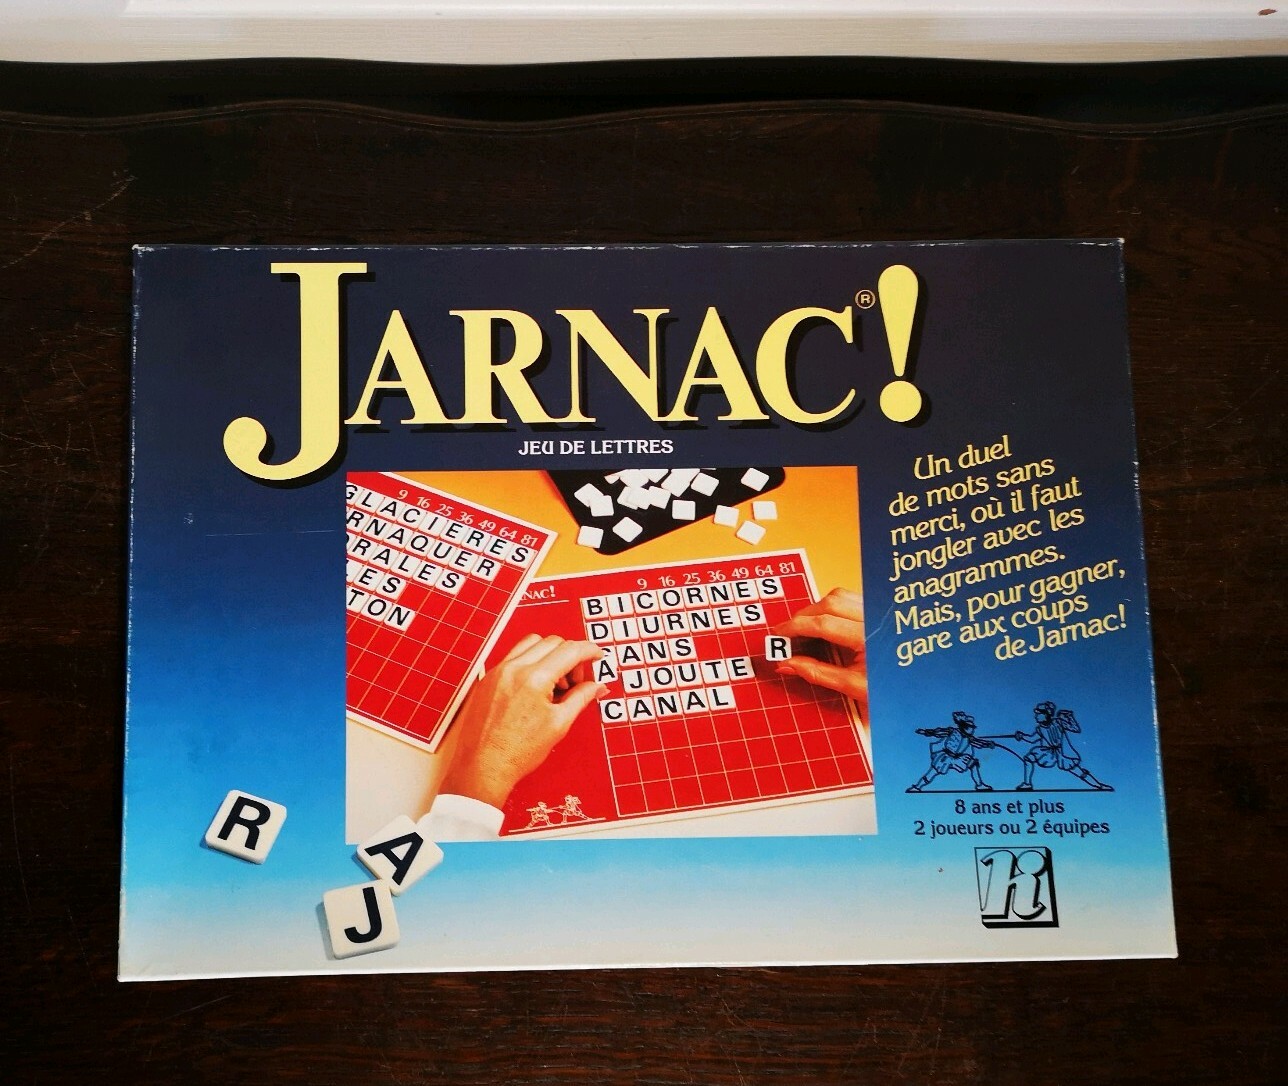 JARNAC!
®
JEU DE LETTRES
Un duel
de mots sans
merci, où il faut
jongler avec les
anagrammes.
Mais, pour gagner,
gare aux coups
de Jarnac!
9 16 25 36 49 64 81
GLACIERES
RNAQUER
RALES
LES
TON
NAC!
9 16 25 36 49 64 81
BICORNES
DIURNES
ANS
R
AJOUTE
CANAL
8 ans et plus
2 joueurs ou 2 équipes
R
A
J